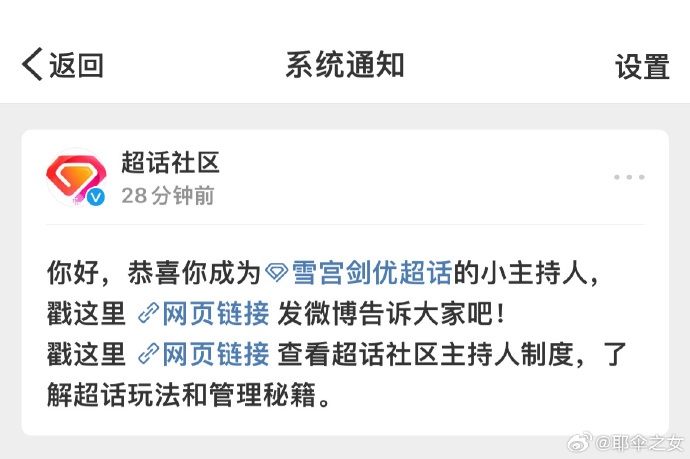 返回 系统通知 设置
超话社区
28分钟前
你好，恭喜你成为雪宫剑优超话的小主持人，
戳这里 网页链接 发微博告诉大家吧！
戳这里 网页链接 查看超话社区主持人制度，了
解超话玩法和管理秘籍。
@耶伞之女